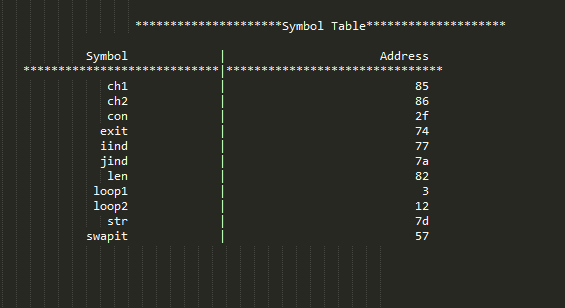 *********************Symbol Table********************
Symbol | Address
****************************|*******************************
ch1 | 85
ch2 | 86
con | 2f
exit | 74
iind | 77
jind | 7a
len | 82
loop1 | 3
loop2 | 12
str | 7d
swapit | 57